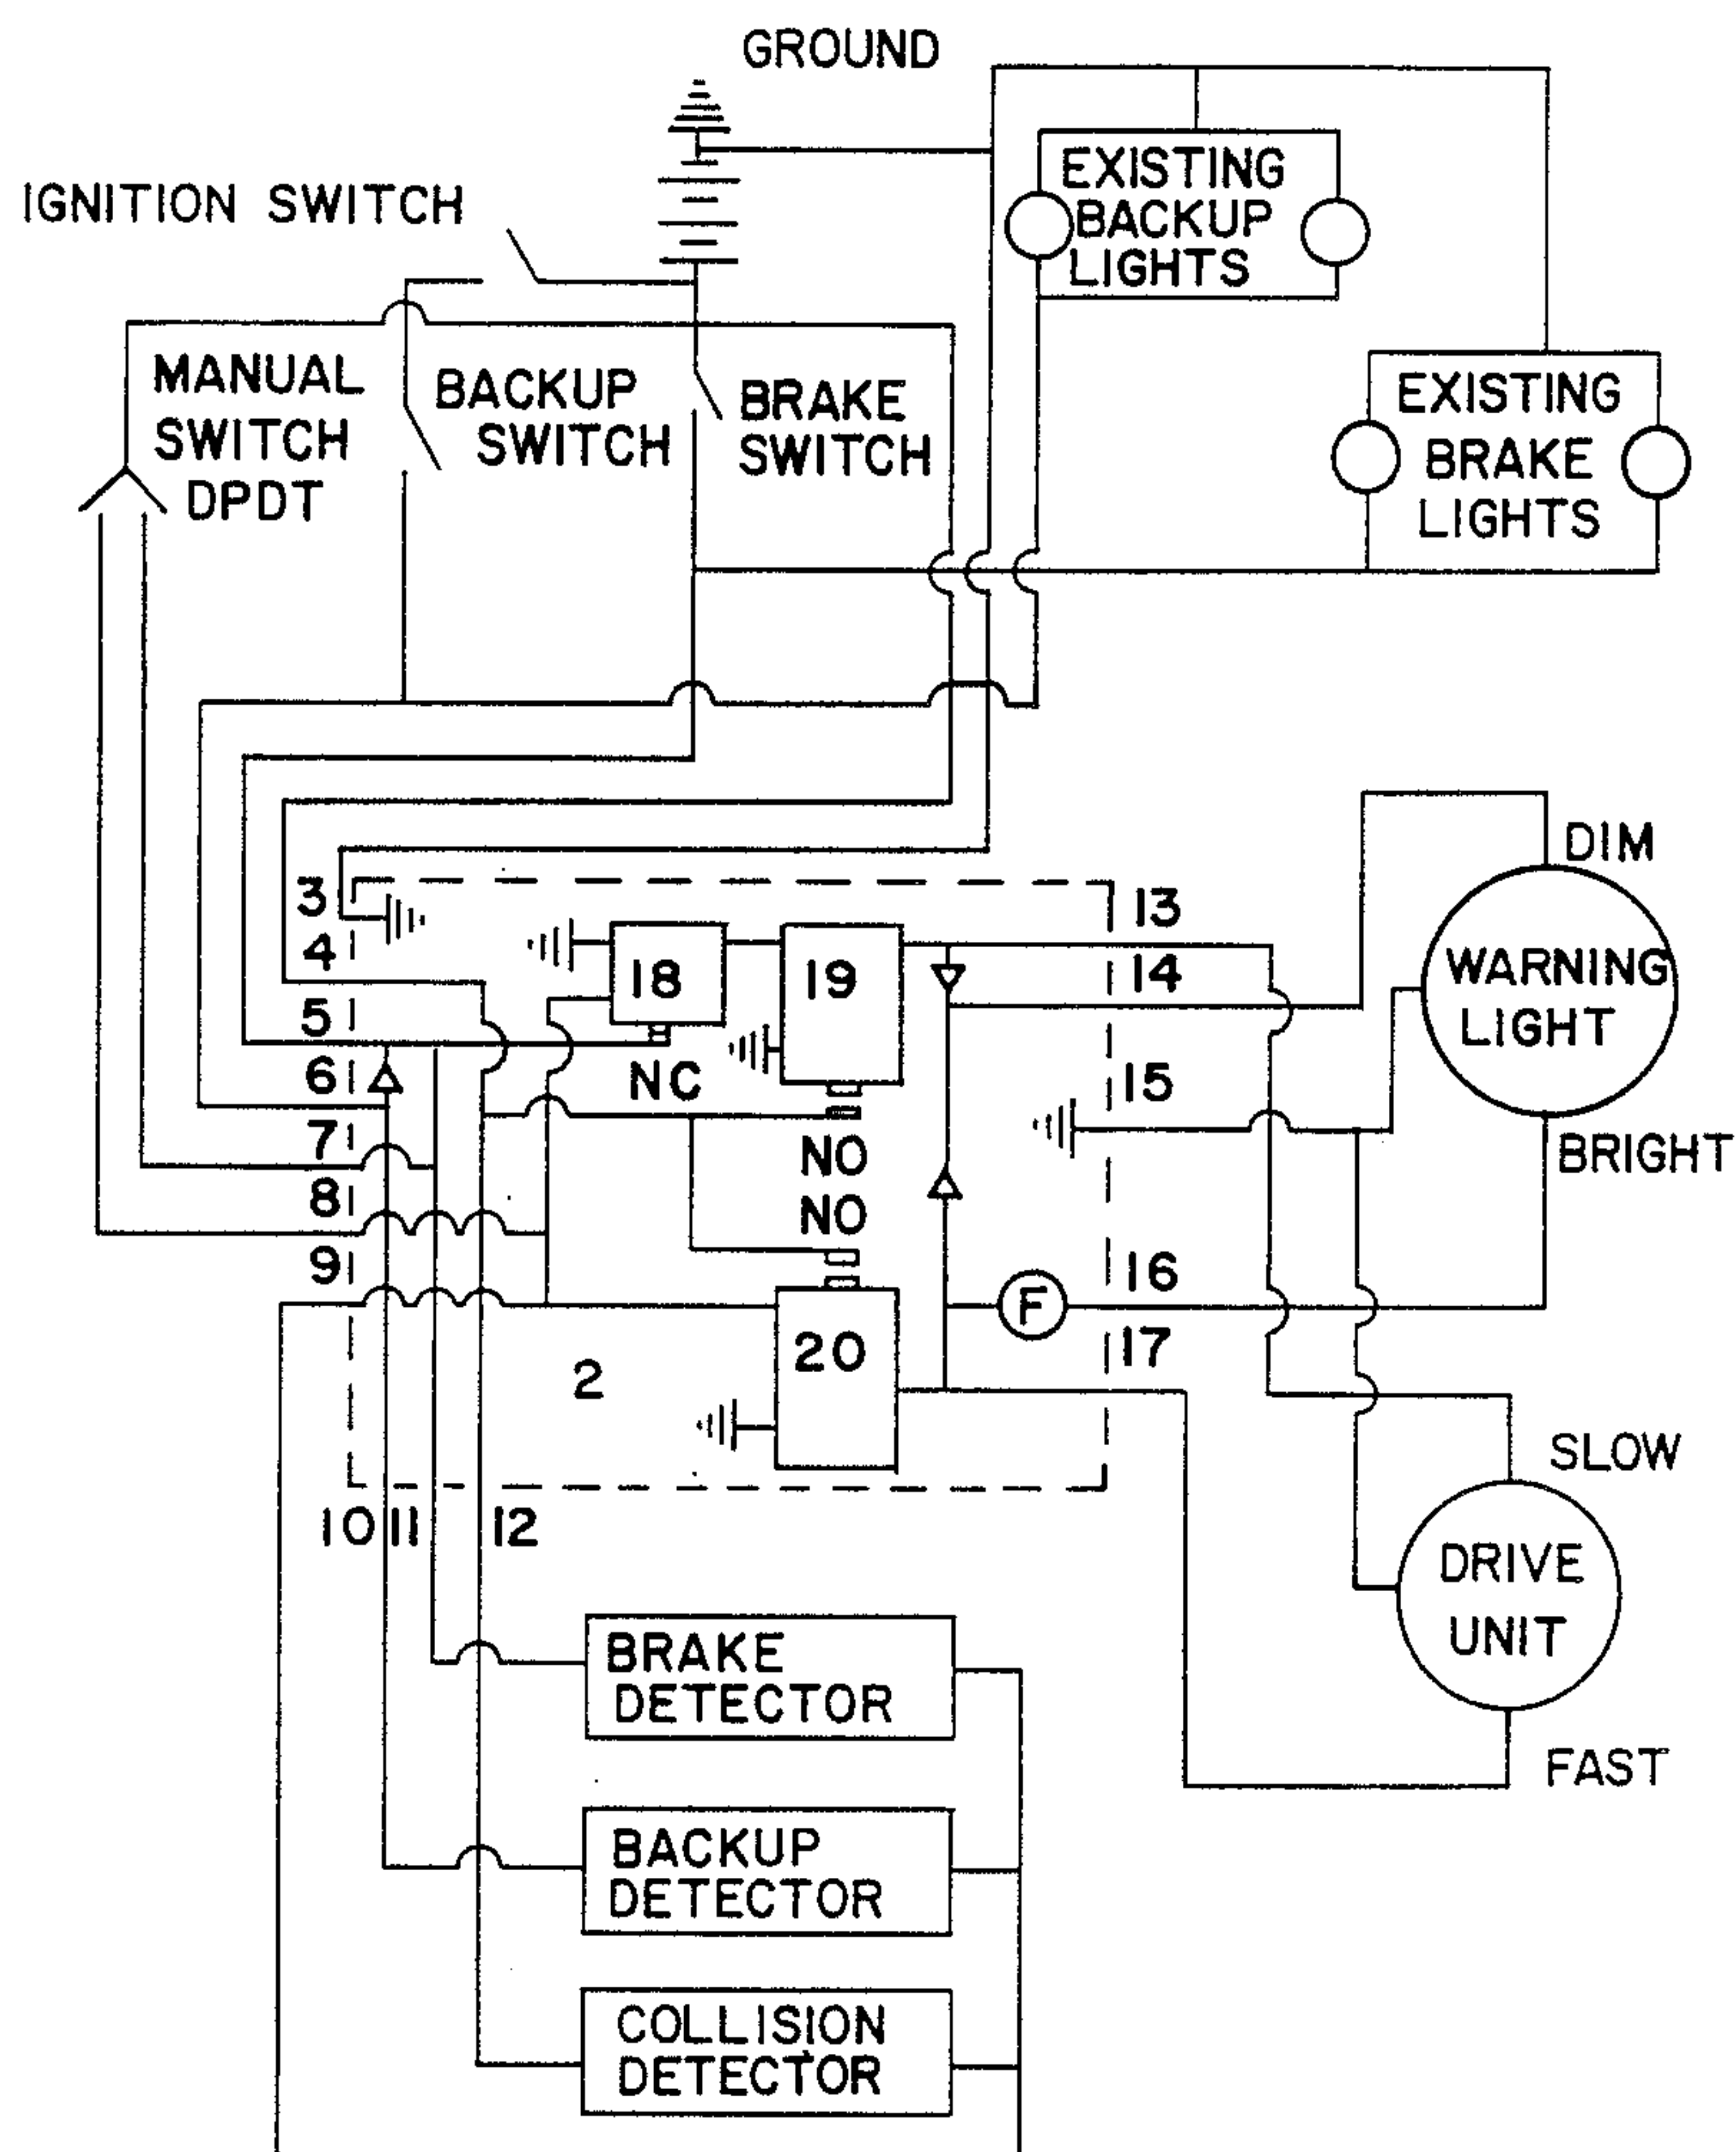 GROUND
IGNITION SWITCH
EXISTING
BACKUP
LIGHTS
MANUAL
SWITCH
DPDT
BACKUP
SWITCH
BRAKE
SWITCH
EXISTING
BRAKE
LIGHTS
3
4
5
6
7
8
9
10
11
12
13
14
15
16
17
18
19
NC
NO
NO
20
2
F
DIM
WARNING
LIGHT
BRIGHT
SLOW
DRIVE
UNIT
FAST
BRAKE
DETECTOR
BACKUP
DETECTOR
COLLISION
DETECTOR